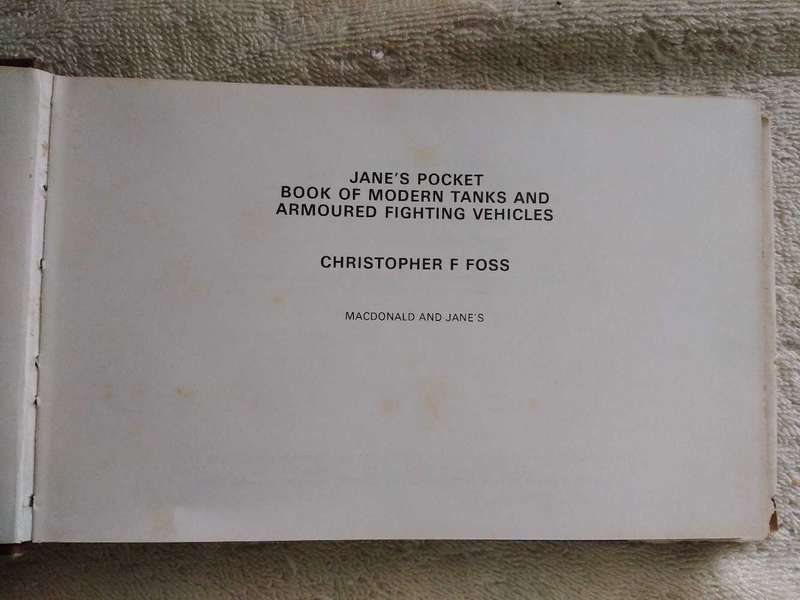 JANE'S POCKET
BOOK OF MODERN TANKS AND
ARMOURED FIGHTING VEHICLES
CHRISTOPHER F FOSS
MACDONALD AND JANE'S